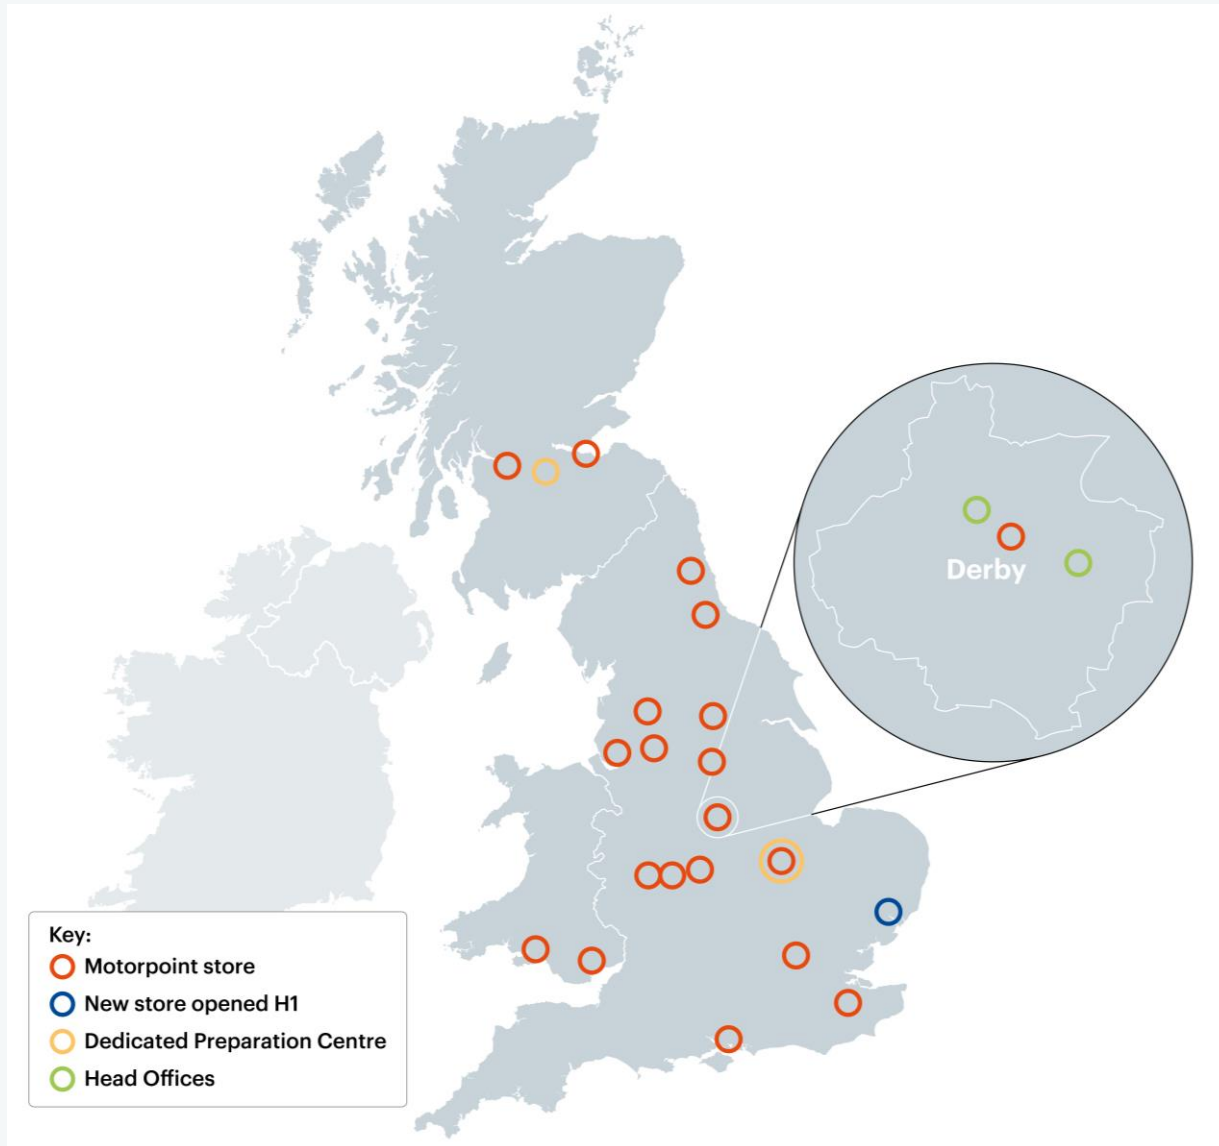 Derby
Key:
Motorpoint store
New store opened H1
Dedicated Preparation Centre
Head Offices